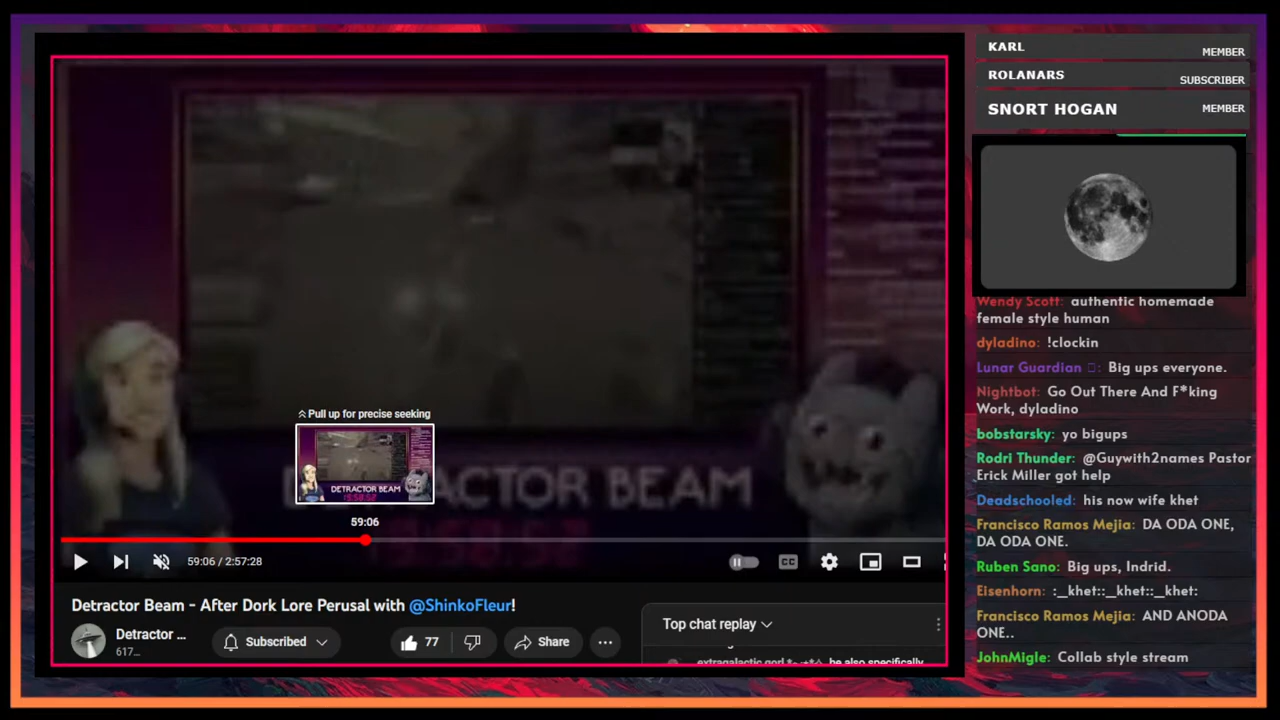 KARL
MEMBER
ROLANARS
SUBSCRIBER
SNORT HOGAN
MEMBER
Pull up for precise seeking
DETRACTOR BEAM
DETRACTOR BEAM
59:06
59:06 / 2:57:28
CC
Detractor Beam - After Dork Lore Perusal with @ShinkoFleur!
Detractor ...
617...
Subscribed
77
Share
Top chat replay
he also specifically
Wendy Scott: authentic homemade
female style human
dyladino: !clockin
Lunar Guardian: Big ups everyone.
Nightbot: Go Out There And F*king
Work, dyladino
bobstarsky: yo bigups
Rodri Thunder: @Guywith2names Pastor
Erick Miller got help
Deadschooled: his now wife khet
Francisco Ramos Mejia: DA ODA ONE,
DA ODA ONE.
Ruben Sano: Big ups, Indrid.
Eisenhorn: :_khet::_khet::_khet:
Francisco Ramos Mejia: AND ANODA
ONE..
JohnMigle: Collab style stream